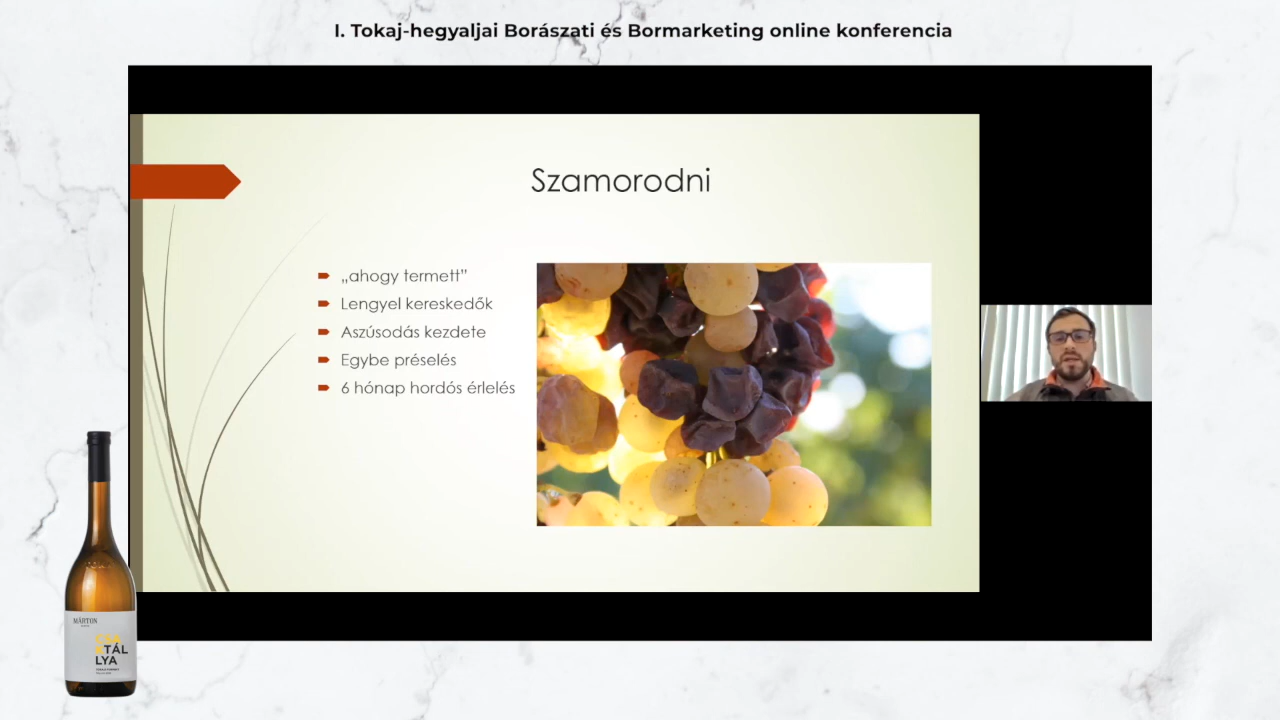 I. Tokaj-hegyaljai Borászati és Bormarketing online konferencia
Szamorodni
„ahogy termett”
Lengyel kereskedők
Aszúsodás kezdete
Egybe préselés
6 hónap hordós érlelés
MÁRTON
TÁL
LYA